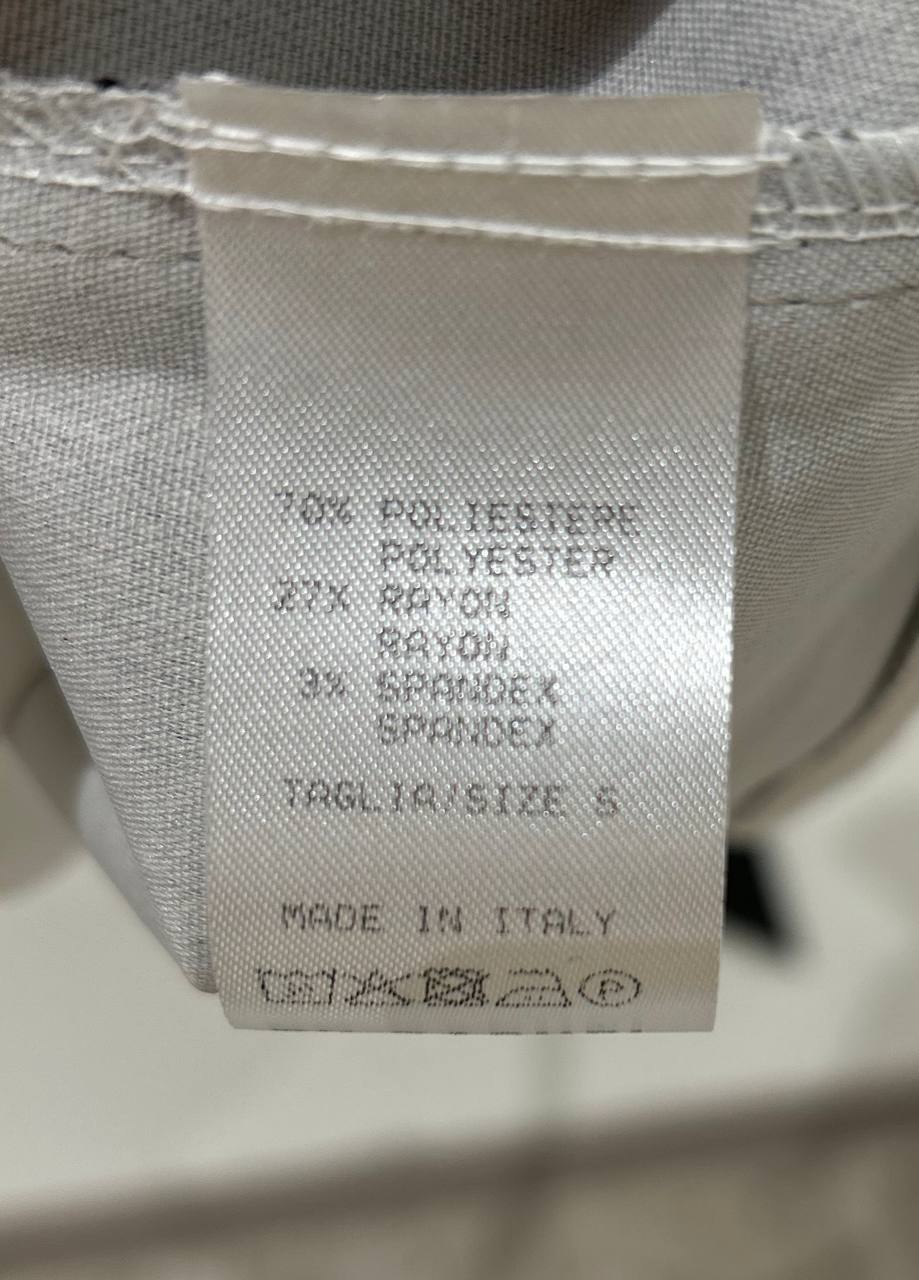 70% POLIESTERE
POLYESTER
27% RAYON
RAYON
3% SPANDEX
SPANDEX
TAGLIA/SIZE S
MADE IN ITALY
P